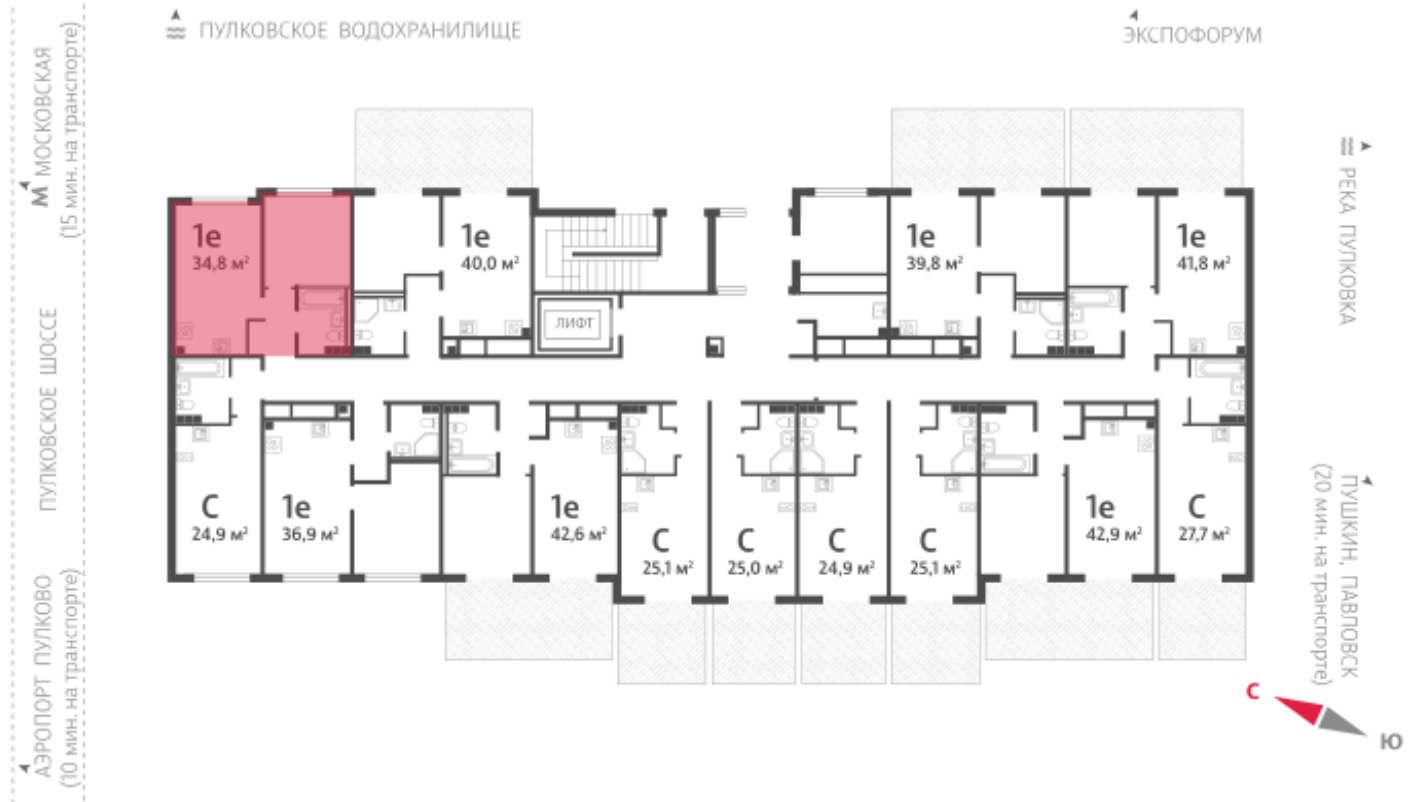 ПУЛКОВСКОЕ ВОДОХРАНИЛИЩЕ
ЭКСПОФОРУМ
М МОСКОВСКАЯ
(15 мин. на транспорте)
ПУЛКОВСКОЕ ШОССЕ
АЭРОПОРТ ПУЛКОВО
(10 мин. на транспорте)
1е
34,8 м²
1е
40,0 м²
ЛИФТ
1е
39,8 м²
1е
41,8 м²
С
24,9 м²
1е
36,9 м²
1е
42,6 м²
С
25,1 м²
С
25,0 м²
С
24,9 м²
С
25,1 м²
1е
42,9 м²
С
27,7 м²
РЕКА ПУЛКОВКА
ПУШКИН, ПАВЛОВСК
(20 мин. на транспорте)
С
Ю